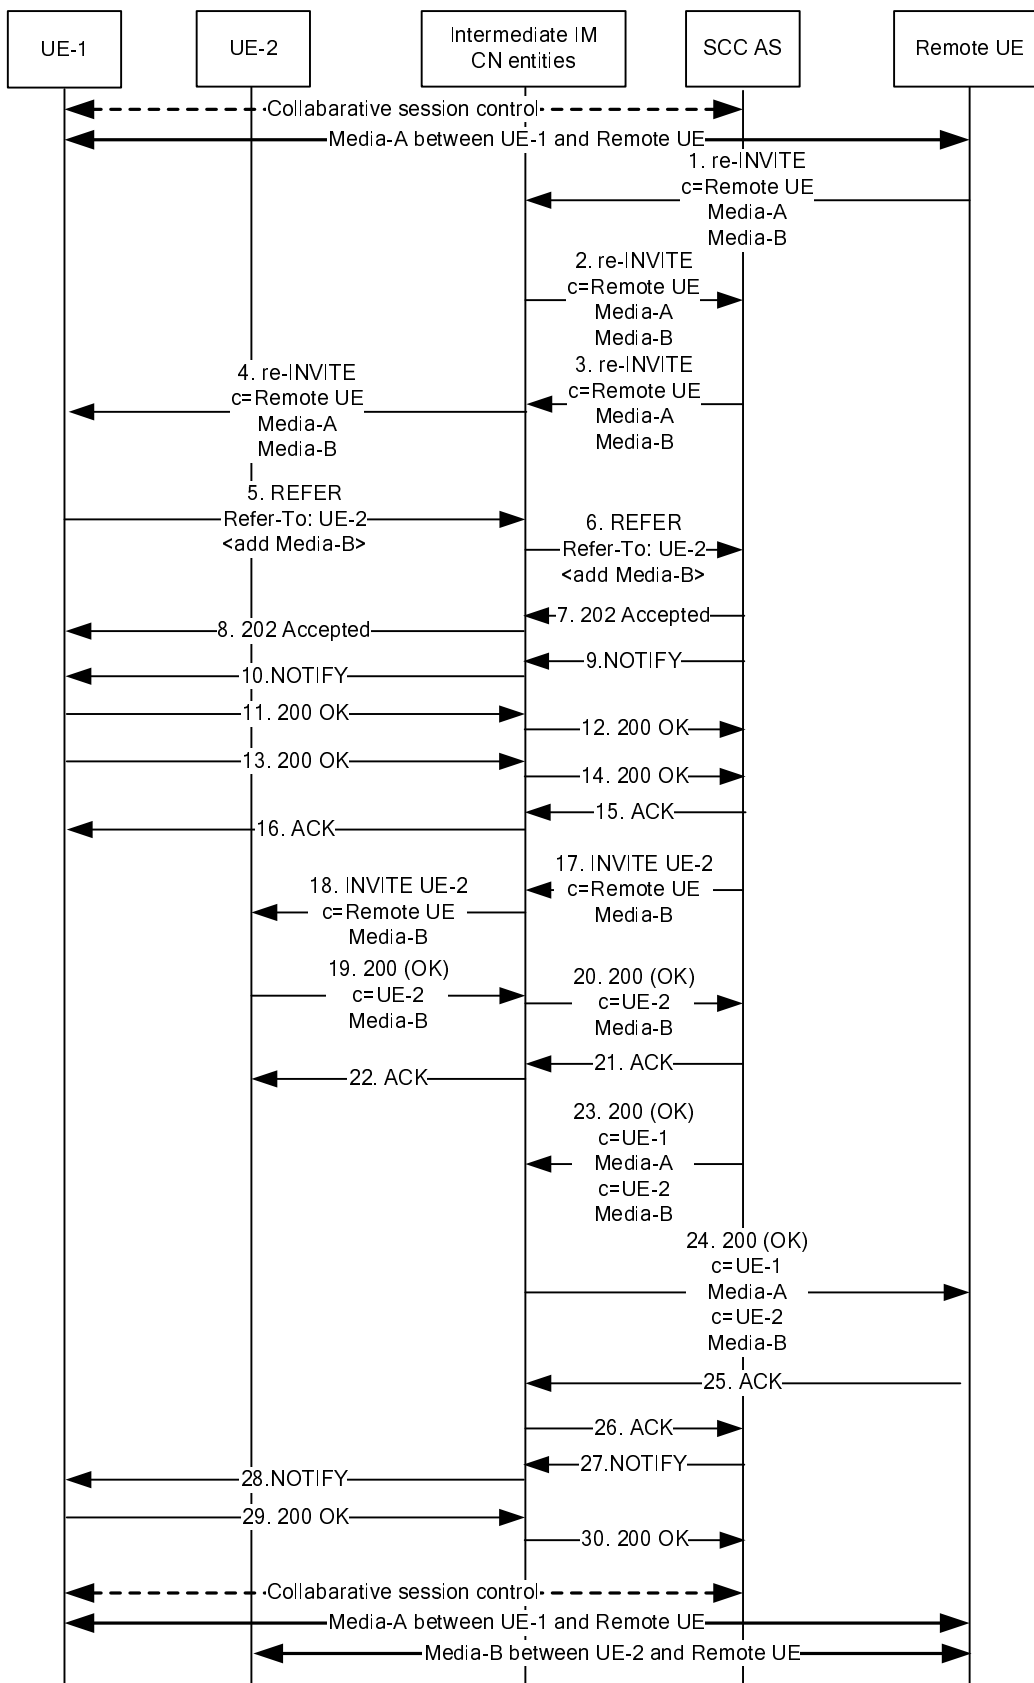 UE-1
UE-2
Intermediate IM
CN entities
SCC AS
Remote UE
Collabarative session control
Media-A between UE-1 and Remote UE
1. re-INVITE
c=Remote UE
Media-A
Media-B
2. re-INVITE
c=Remote UE
Media-A
Media-B
3. re-INVITE
c=Remote UE
Media-A
Media-B
4. re-INVITE
c=Remote UE
Media-A
Media-B
5. REFER
Refer-To: UE-2
<add Media-B>
6. REFER
Refer-To: UE-2
<add Media-B>
7. 202 Accepted
8. 202 Accepted
9.NOTIFY
10.NOTIFY
11. 200 OK
12. 200 OK
13. 200 OK
14. 200 OK
15. ACK
16. ACK
17. INVITE UE-2
c=Remote UE
Media-B
18. INVITE UE-2
c=Remote UE
Media-B
19. 200 (OK)
c=UE-2
Media-B
20. 200 (OK)
c=UE-2
Media-B
21. ACK
22. ACK
23. 200 (OK)
c=UE-1
Media-A
c=UE-2
Media-B
24. 200 (OK)
c=UE-1
Media-A
c=UE-2
Media-B
25. ACK
26. ACK
27.NOTIFY
28.NOTIFY
29. 200 OK
30. 200 OK
Collabarative session control
Media-A between UE-1 and Remote UE
Media-B between UE-2 and Remote UE